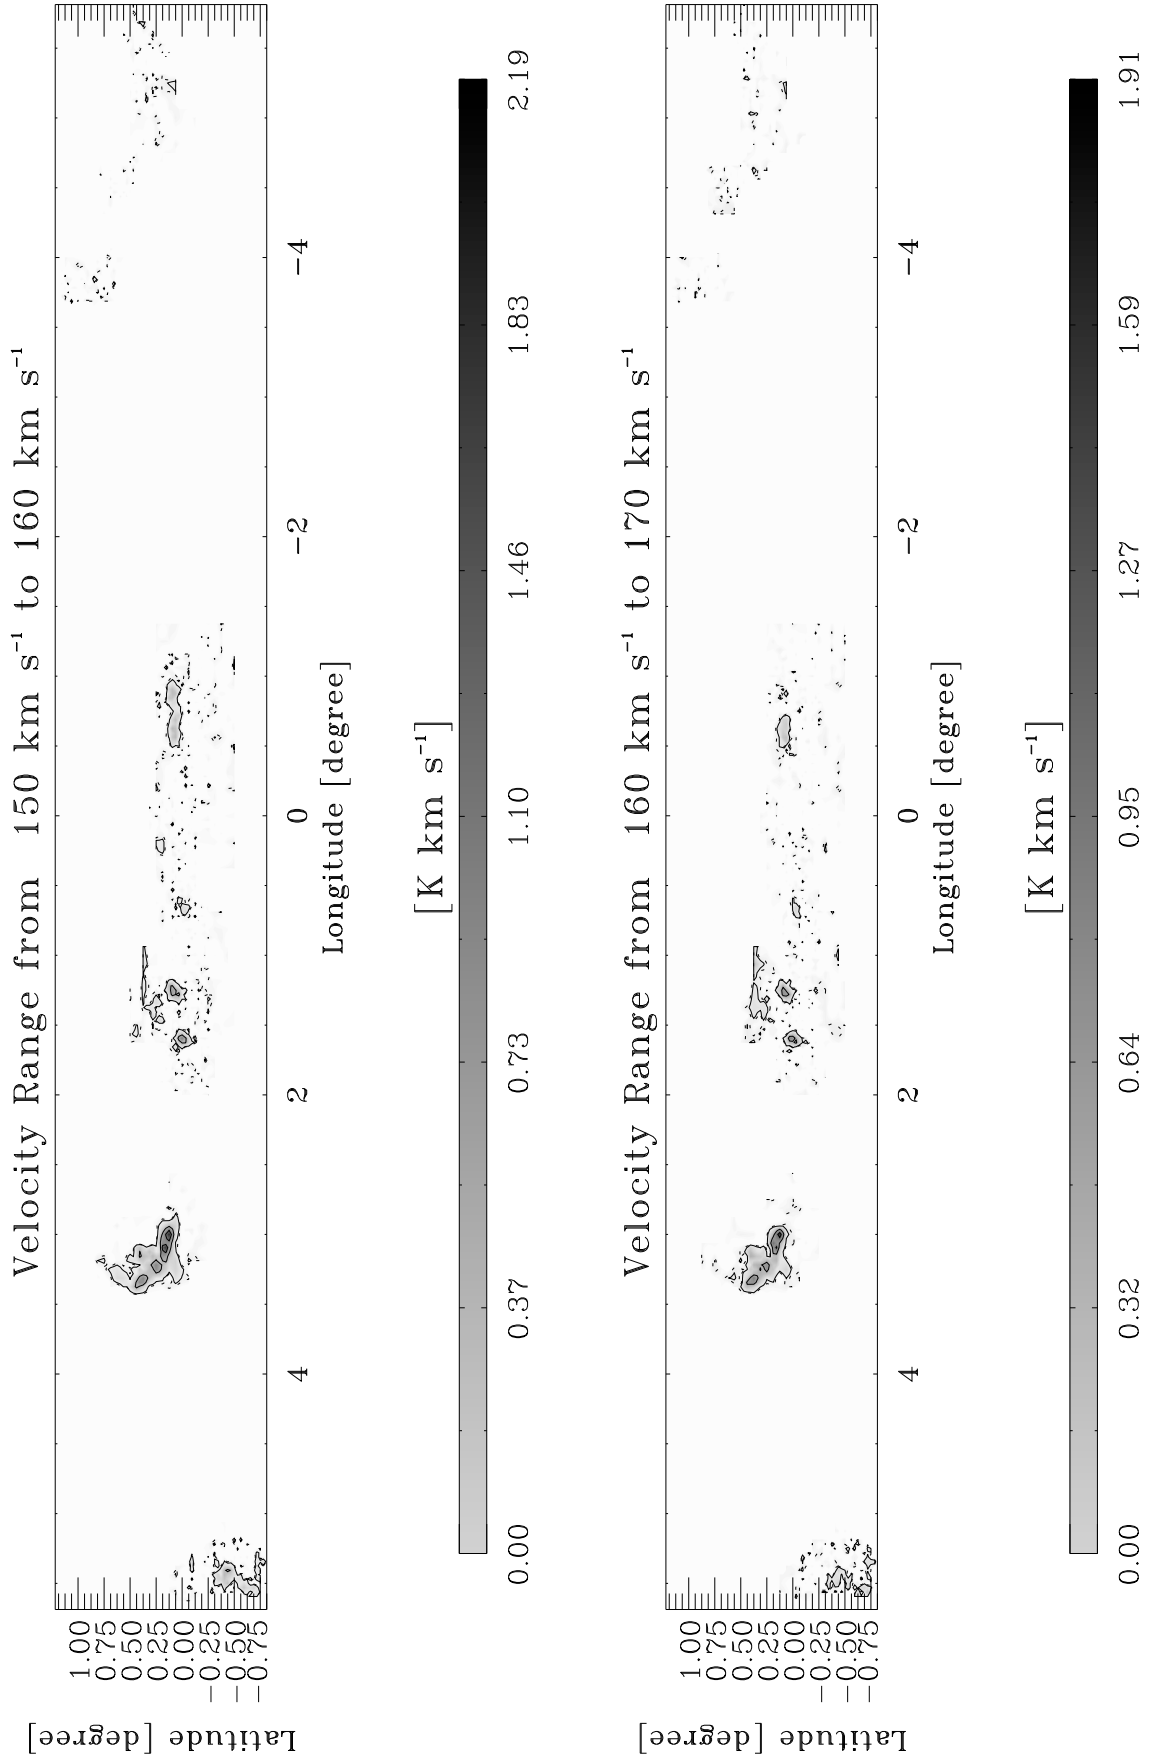 Velocity Range from 150 km s⁻¹ to 160 km s⁻¹
Latitude [degree]
1.00
0.75
0.50
0.25
0.00
−0.25
−0.50
−0.75
4 2 0 −2 −4
Longitude [degree]
[K km s⁻¹]
0.00 0.37 0.73 1.10 1.46 1.83 2.19
Velocity Range from 160 km s⁻¹ to 170 km s⁻¹
Latitude [degree]
1.00
0.75
0.50
0.25
0.00
−0.25
−0.50
−0.75
4 2 0 −2 −4
Longitude [degree]
[K km s⁻¹]
0.00 0.32 0.64 0.95 1.27 1.59 1.91